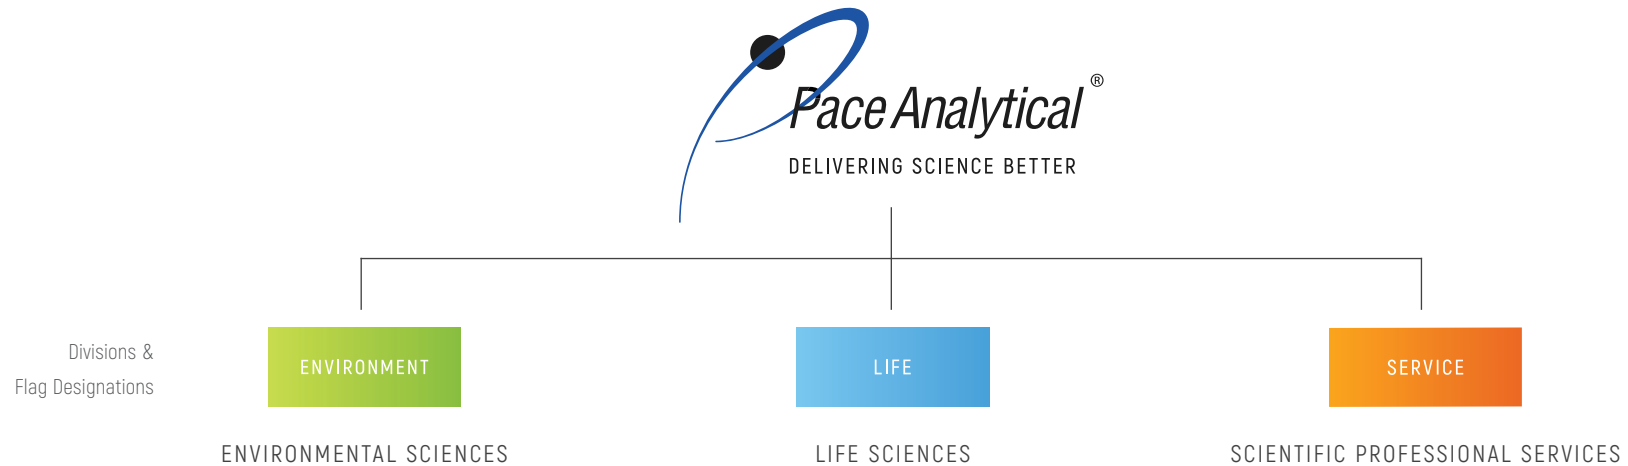 Pace Analytical®
DELIVERING SCIENCE BETTER
Divisions &
Flag Designations
ENVIRONMENT
LIFE
SERVICE
ENVIRONMENTAL SCIENCES
LIFE SCIENCES
SCIENTIFIC PROFESSIONAL SERVICES